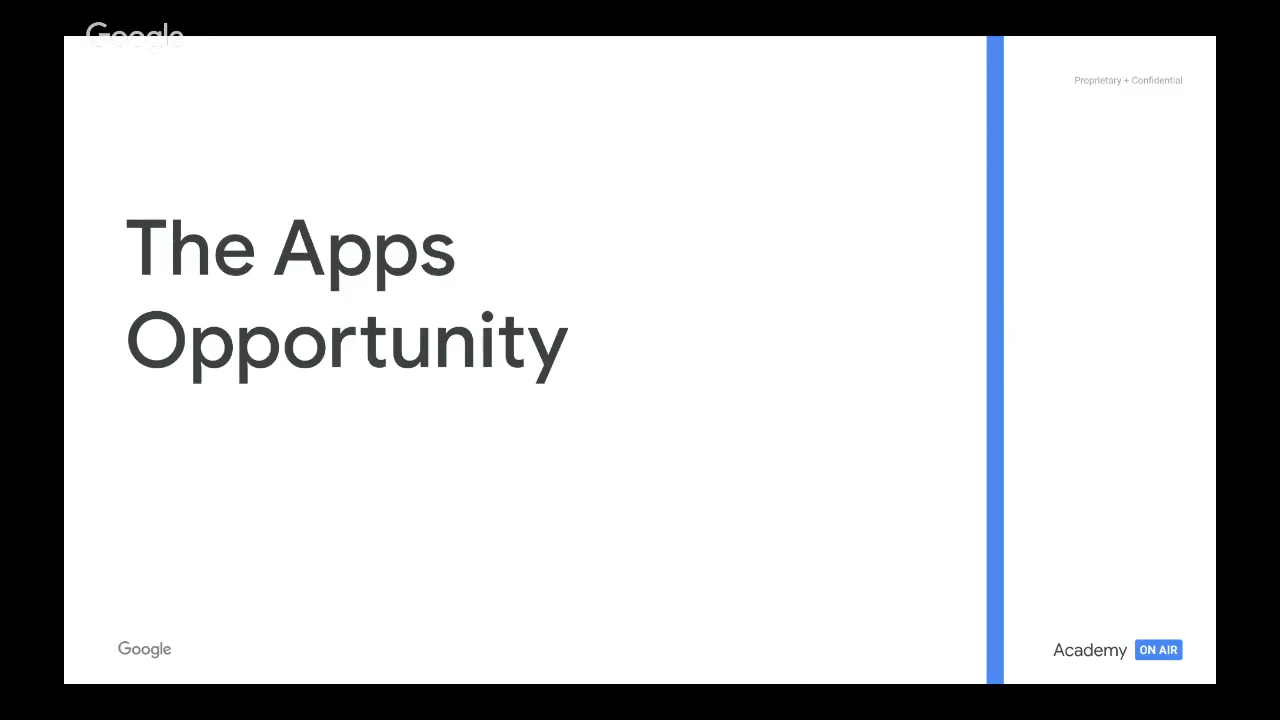 Google
Proprietary + Confidential
The Apps
Opportunity
Google
Academy ON AIR